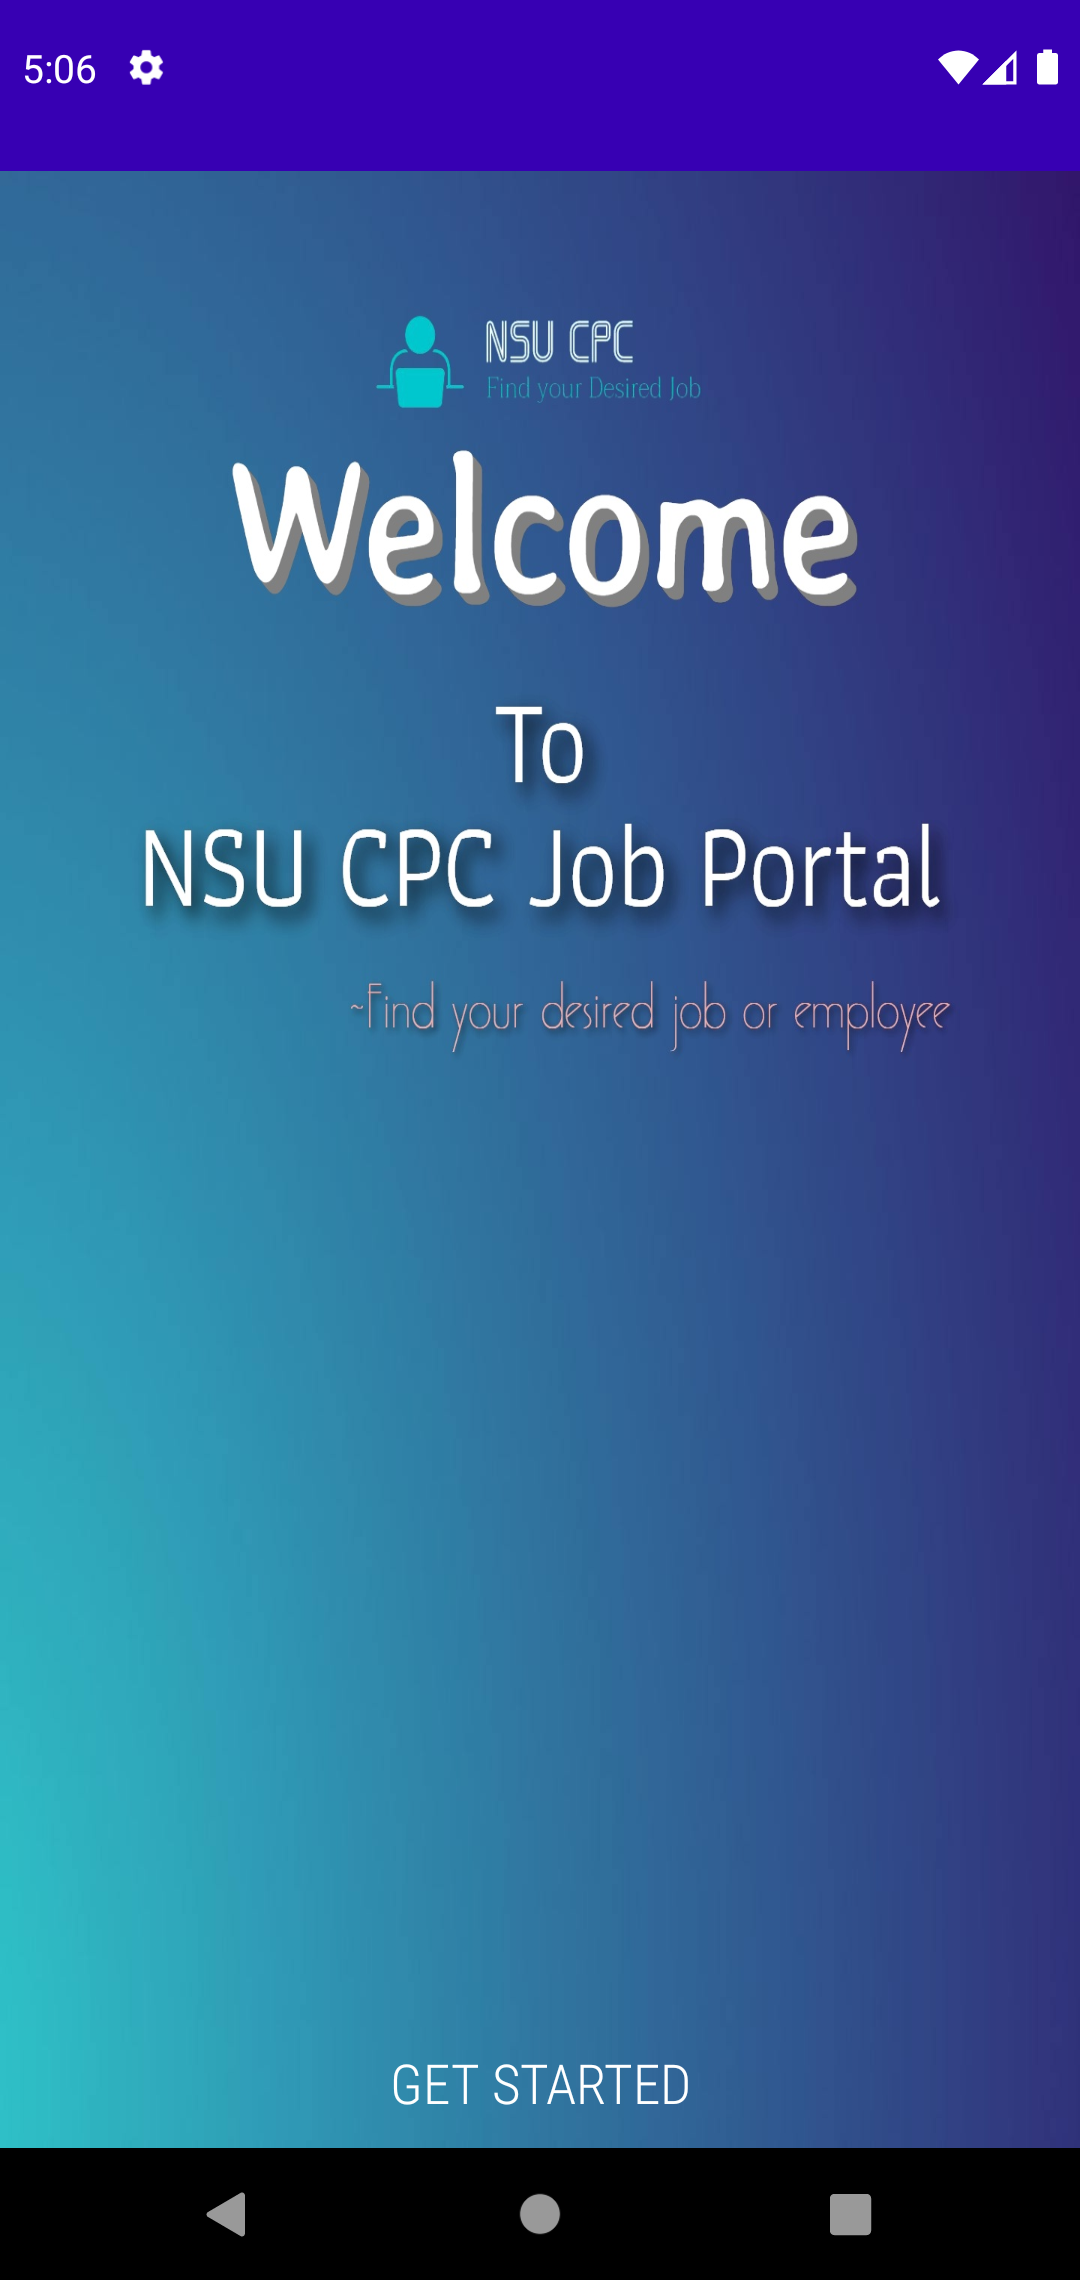 5:06
NSU CPC
Find your Desired Job
Welcome
To
NSU CPC Job Portal
~Find your desired job or employee
GET STARTED